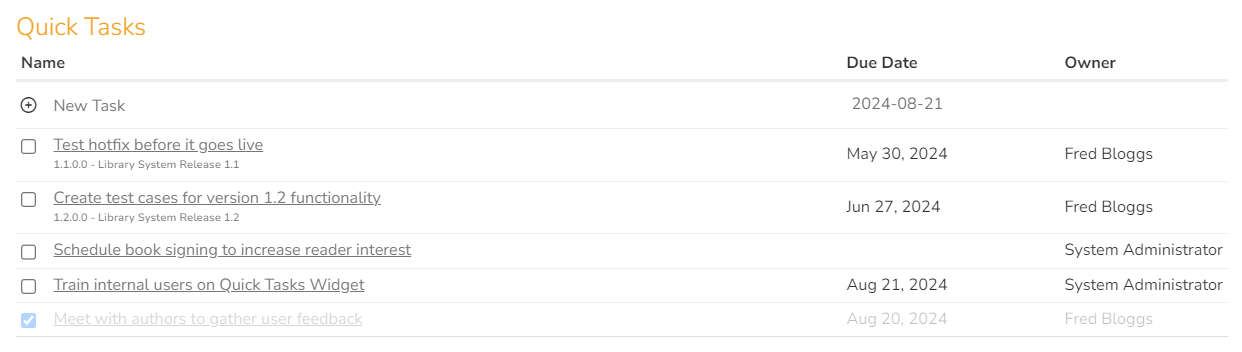 Quick Tasks
Name Due Date Owner
New Task 2024-08-21
Test hotfix before it goes live
1.1.0.0 - Library System Release 1.1
May 30, 2024 Fred Bloggs
Create test cases for version 1.2 functionality
1.2.0.0 - Library System Release 1.2
Jun 27, 2024 Fred Bloggs
Schedule book signing to increase reader interest System Administrator
Train internal users on Quick Tasks Widget Aug 21, 2024 System Administrator
Meet with authors to gather user feedback Aug 20, 2024 Fred Bloggs